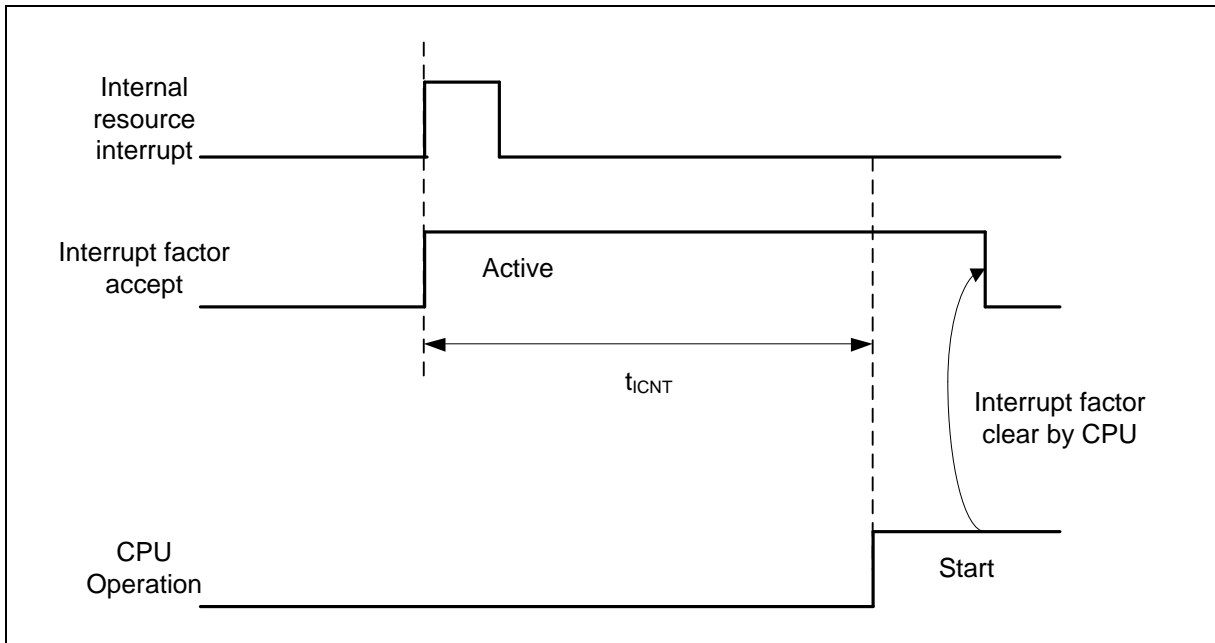 Internal
resource
interrupt
Interrupt factor
accept
Active
tICNT
Interrupt factor
clear by CPU
CPU
Operation
Start